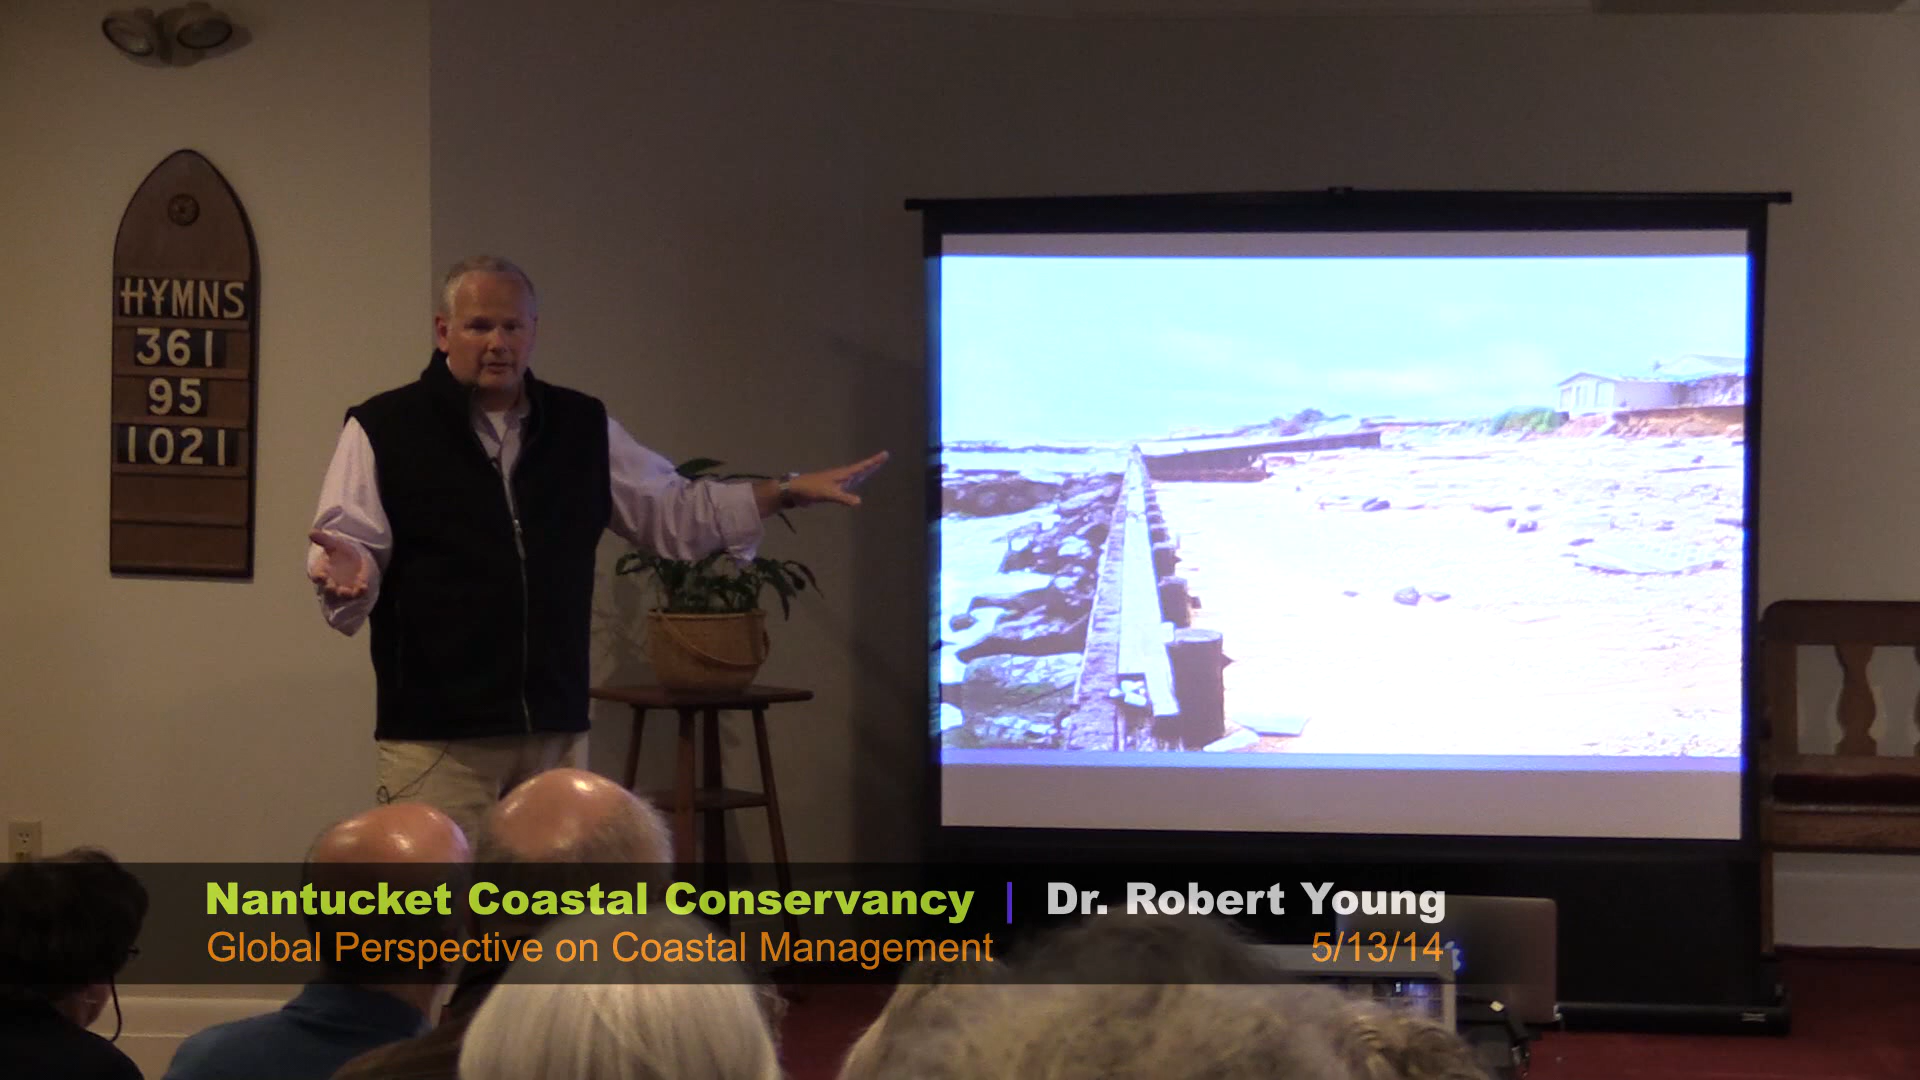 HYMNS
361
95
1021
Nantucket Coastal Conservancy | Dr. Robert Young
Global Perspective on Coastal Management 5/13/14